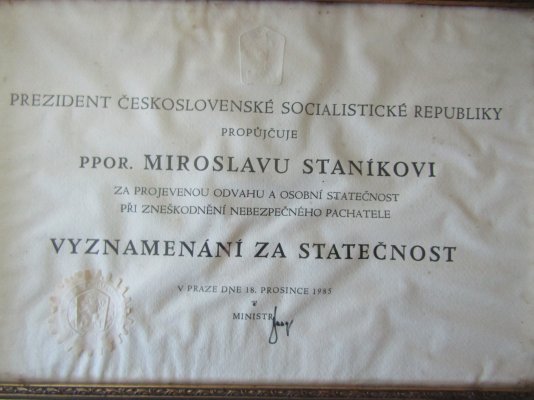 PREZIDENT ČESKOSLOVENSKÉ SOCIALISTICKÉ REPUBLIKY
PROPŮJČUJE
PPOR. MIROSLAVU STANÍKOVI
ZA PROJEVENOU ODVAHU A OSOBNÍ STATEČNOST
PŘI ZNEŠKODNĚNÍ NEBEZPEČNÉHO PACHATELE
VYZNAMENÁNÍ ZA STATEČNOST
V PRAZE DNE 18. PROSINCE 1985
MINISTR